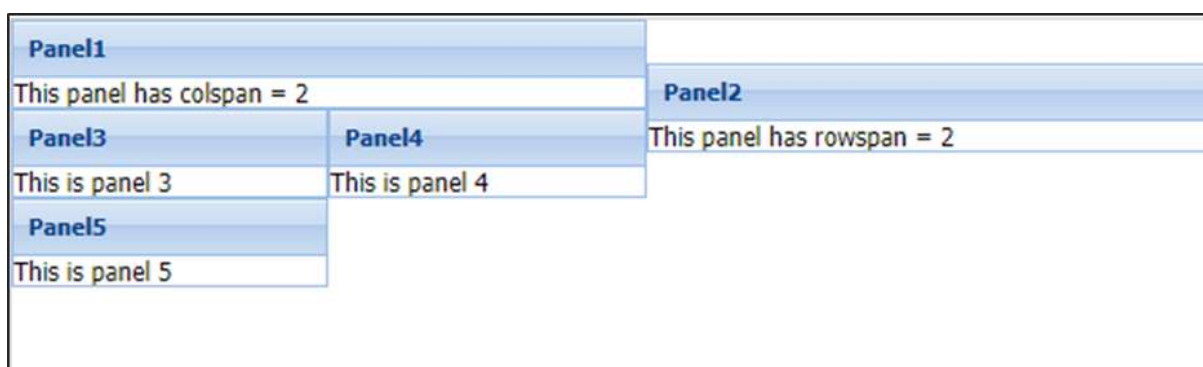 Panel1
This panel has colspan = 2
Panel2
This panel has rowspan = 2
Panel3
This is panel 3
Panel4
This is panel 4
Panel5
This is panel 5